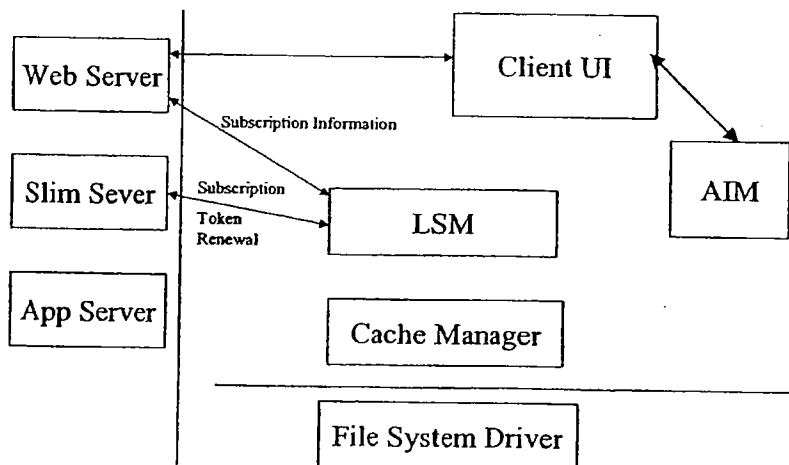 Web Server
Client UI
Subscription Information
AIM
Slim Sever
Subscription
Token
Renewal
LSM
App Server
Cache Manager
File System Driver